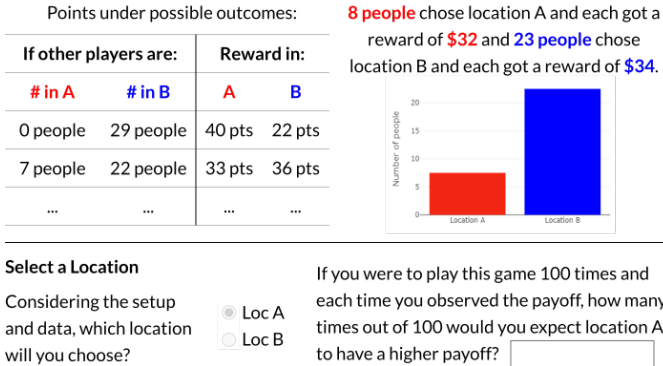 Points under possible outcomes:
If other players are: Reward in:
# in A # in B A B
0 people 29 people 40 pts 22 pts
7 people 22 people 33 pts 36 pts
... ... ... ...
8 people chose location A and each got a
reward of $32 and 23 people chose
location B and each got a reward of $34.
Number of people
20
15
10
5
0
Location A Location B
Select a Location
Considering the setup
and data, which location
will you choose?
Loc A
Loc B
If you were to play this game 100 times and
each time you observed the payoff, how many
times out of 100 would you expect location A
to have a higher payoff?